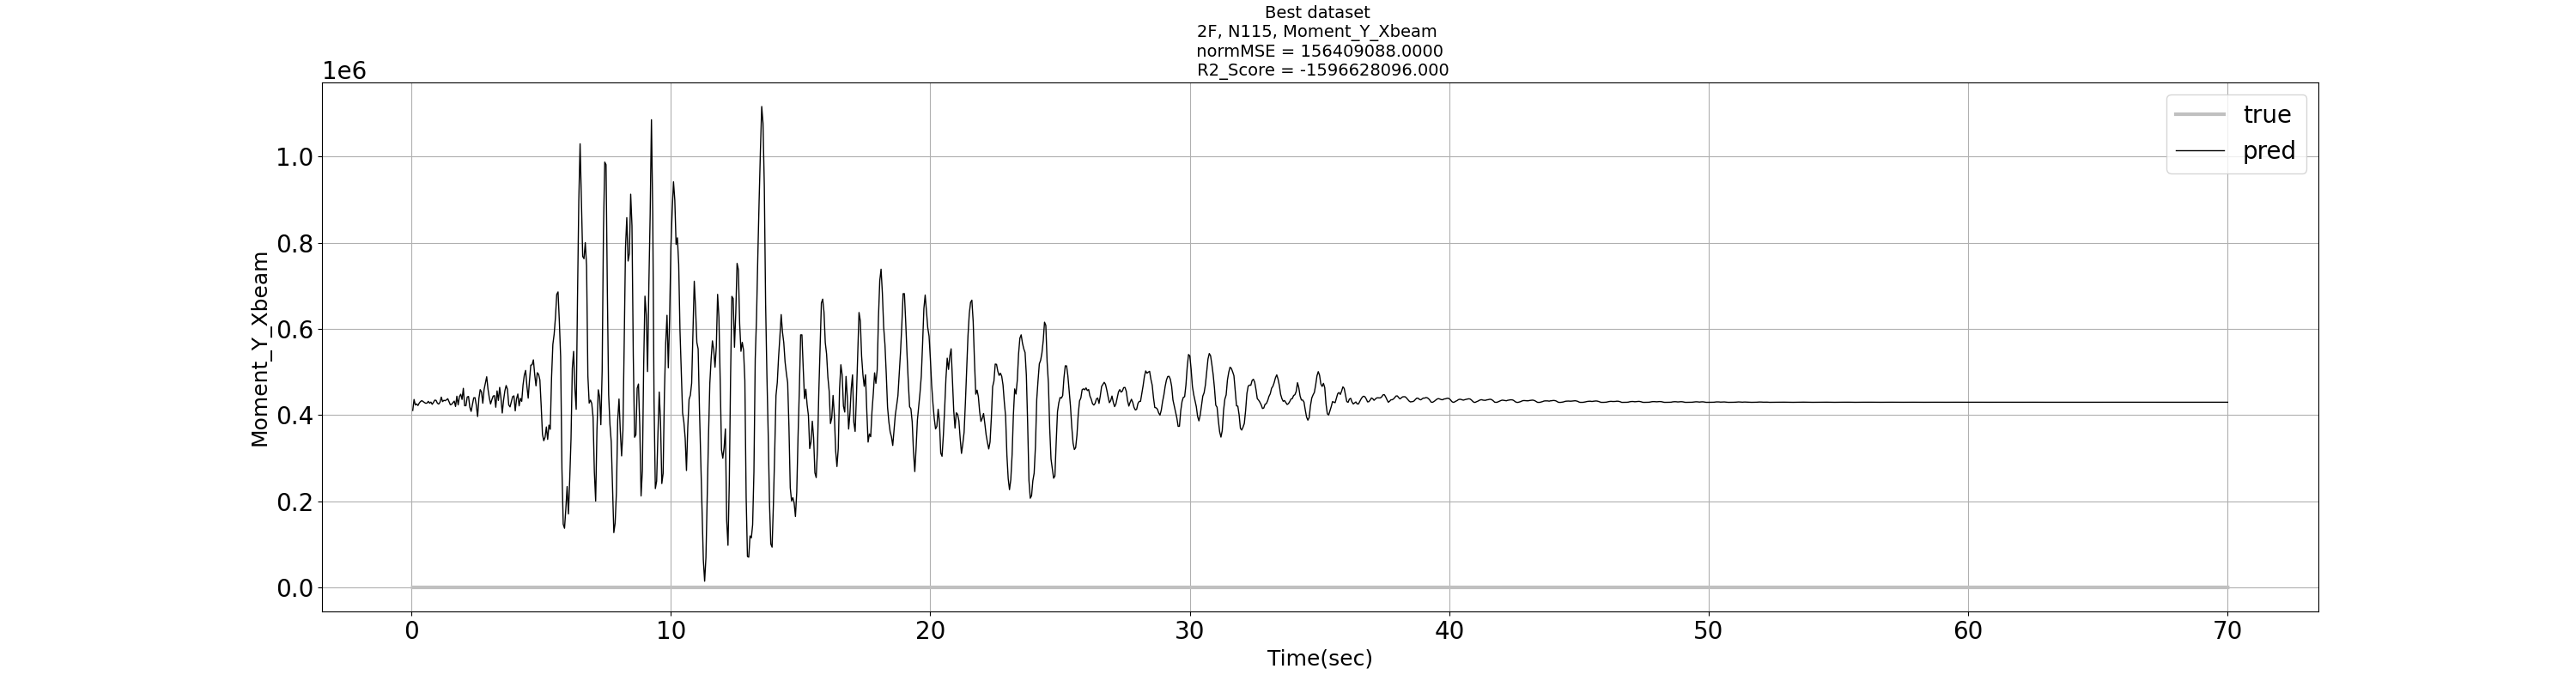 Best dataset
2F, N115, Moment_Y_Xbeam
normMSE = 156409088.0000
R2_Score = -1596628096.000
1e6
true
pred
1.0
0.8
0.6
0.4
0.2
0.0
Moment_Y_Xbeam
0 10 20 30 40 50 60 70
Time(sec)